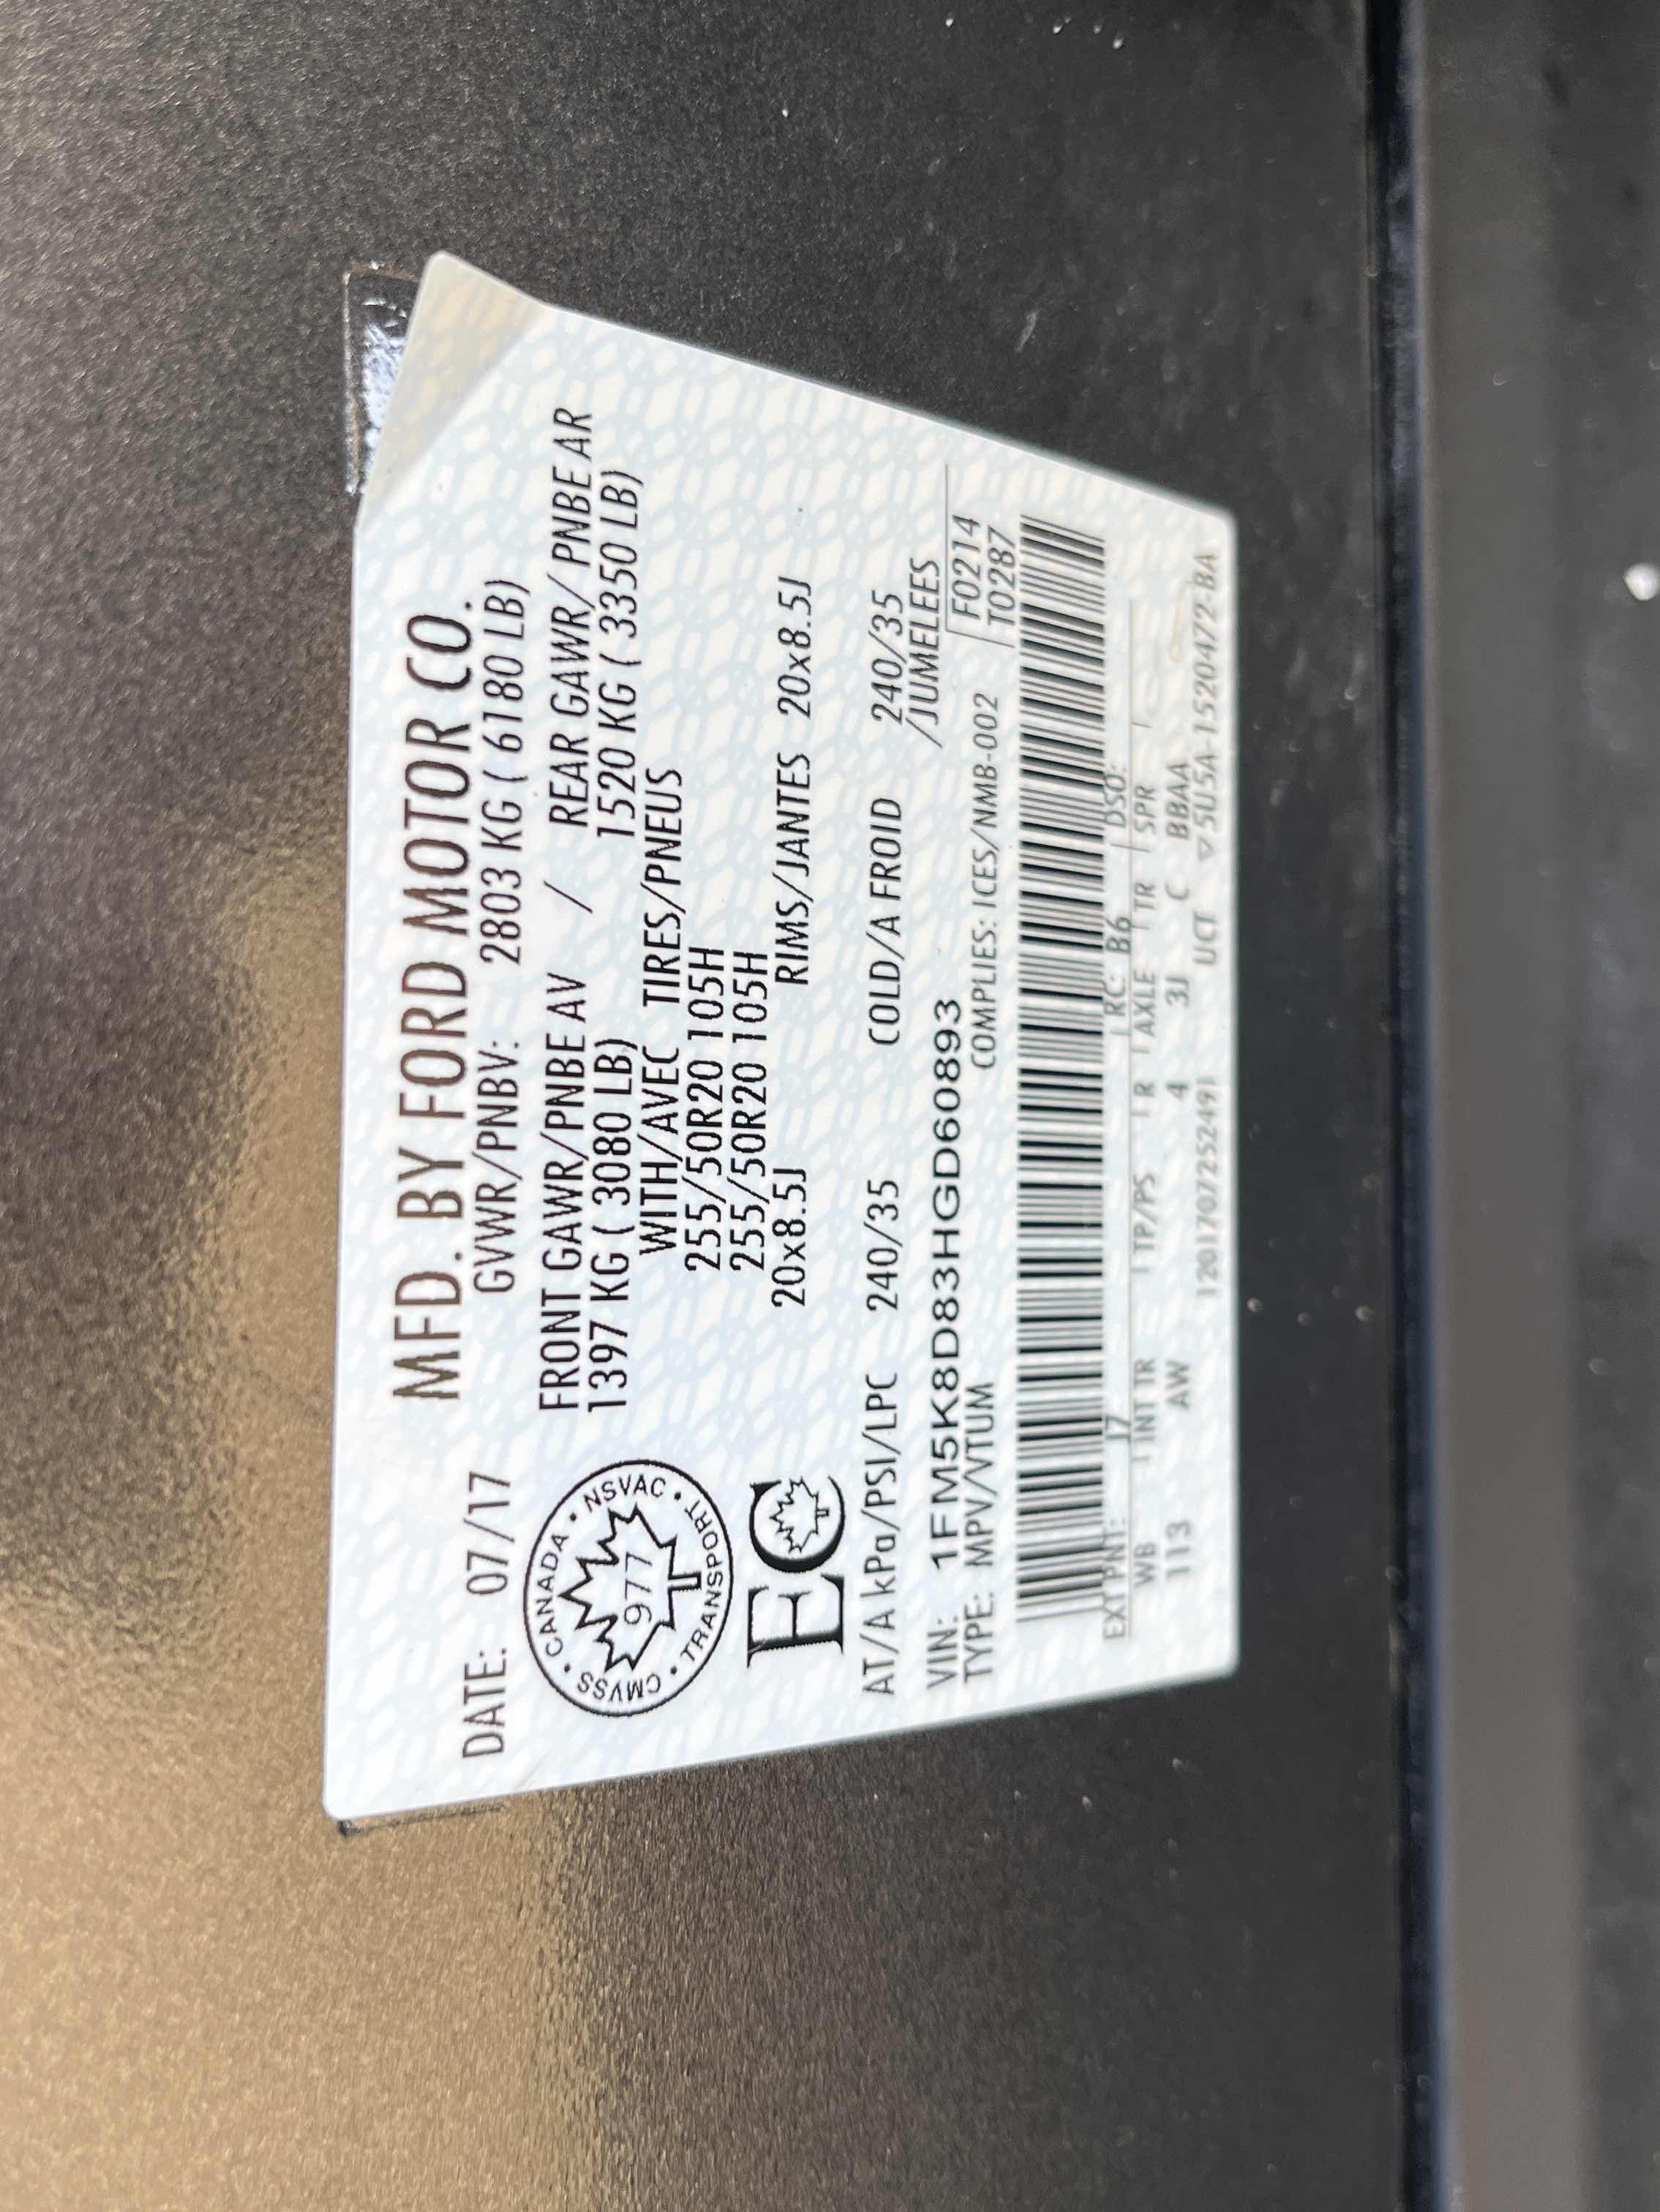 MFD. BY FORD MOTOR CO.
DATE: 07/17
GVWR/PNBV: 2803 KG ( 6180 LB)
FRONT GAWR/PNBE AV / REAR GAWR/PNBE AR
1397 KG ( 3080 LB) 1520 KG ( 3350 LB)
WITH/AVEC TIRES/PNEUS
255/50R20 105H
255/50R20 105H
20x8.5J RIMS/JANTES 20x8.5J
CMVSS • CANADA • NSVAC • TRANSPORT •
977
EC
AT/A kPa/PSI/LPC 240/35 COLD/A FROID 240/35
/JUMELEES
VIN: 1FM5K8D83HGD60893
TYPE: MPV/VTUM COMPLIES: ICES/NMB-002
F0214
T0287
EXT PNT: J7 RC: B6 DSO:
WB INT TR TP/PS R AXLE TR SPR
113 AW 4 3J C BBAA
12017072524 UCT ▽5U5A-1520472-BA